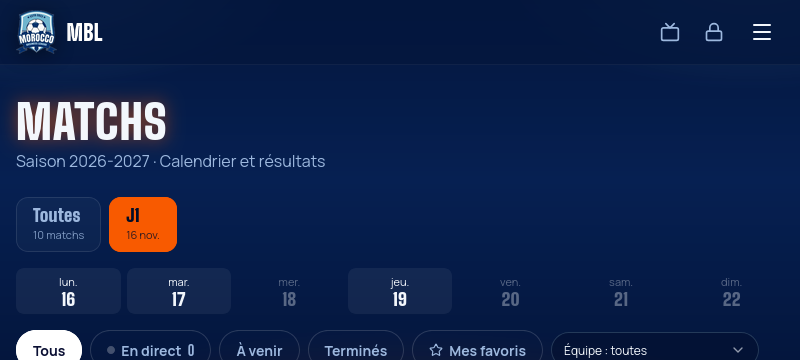 MOROCCO
MBL
MATCHS
Saison 2026-2027 · Calendrier et résultats
Toutes
10 matchs
J1
16 nov.
lun. mar. mer. jeu. ven. sam. dim.
16 17 18 19 20 21 22
Tous En direct 0 À venir Terminés Mes favoris Équipe : toutes